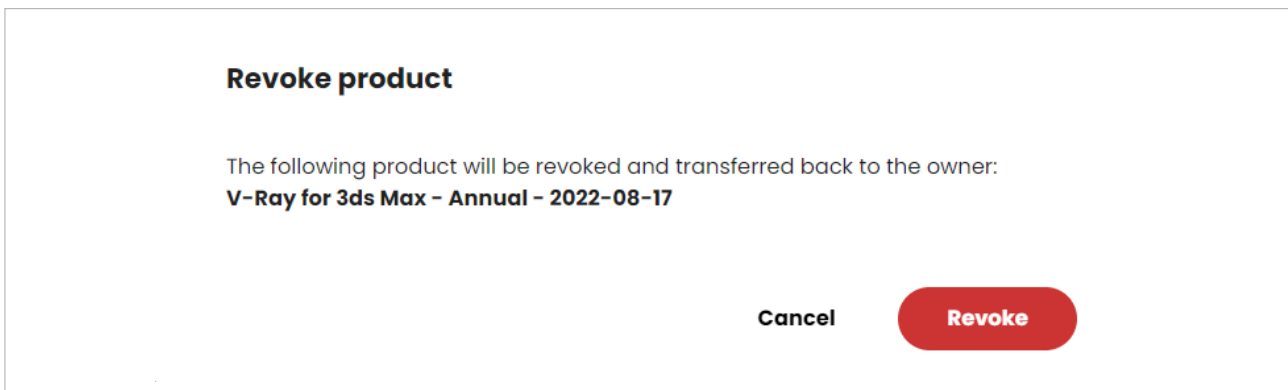 Revoke product
The following product will be revoked and transferred back to the owner:
V-Ray for 3ds Max - Annual - 2022-08-17
Cancel Revoke